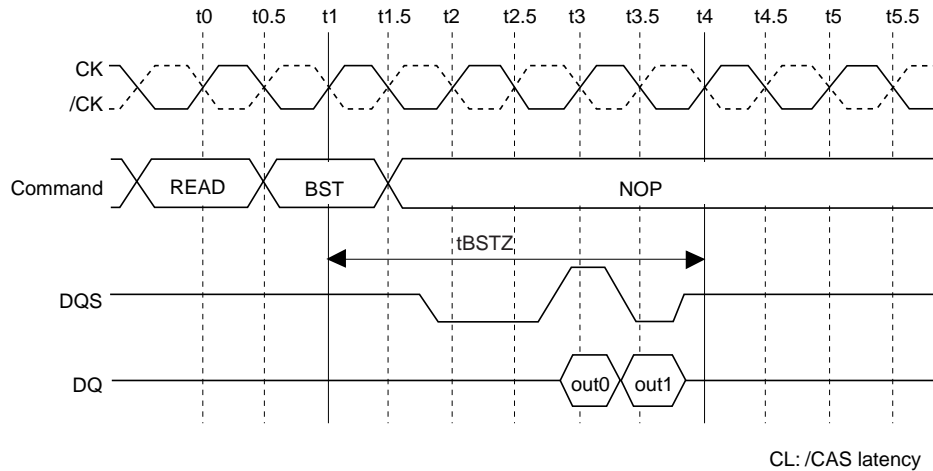 t0 t0.5 t1 t1.5 t2 t2.5 t3 t3.5 t4 t4.5 t5 t5.5
CK
/CK
Command READ BST NOP
tBSTZ
DQS
DQ out0 out1
CL: /CAS latency